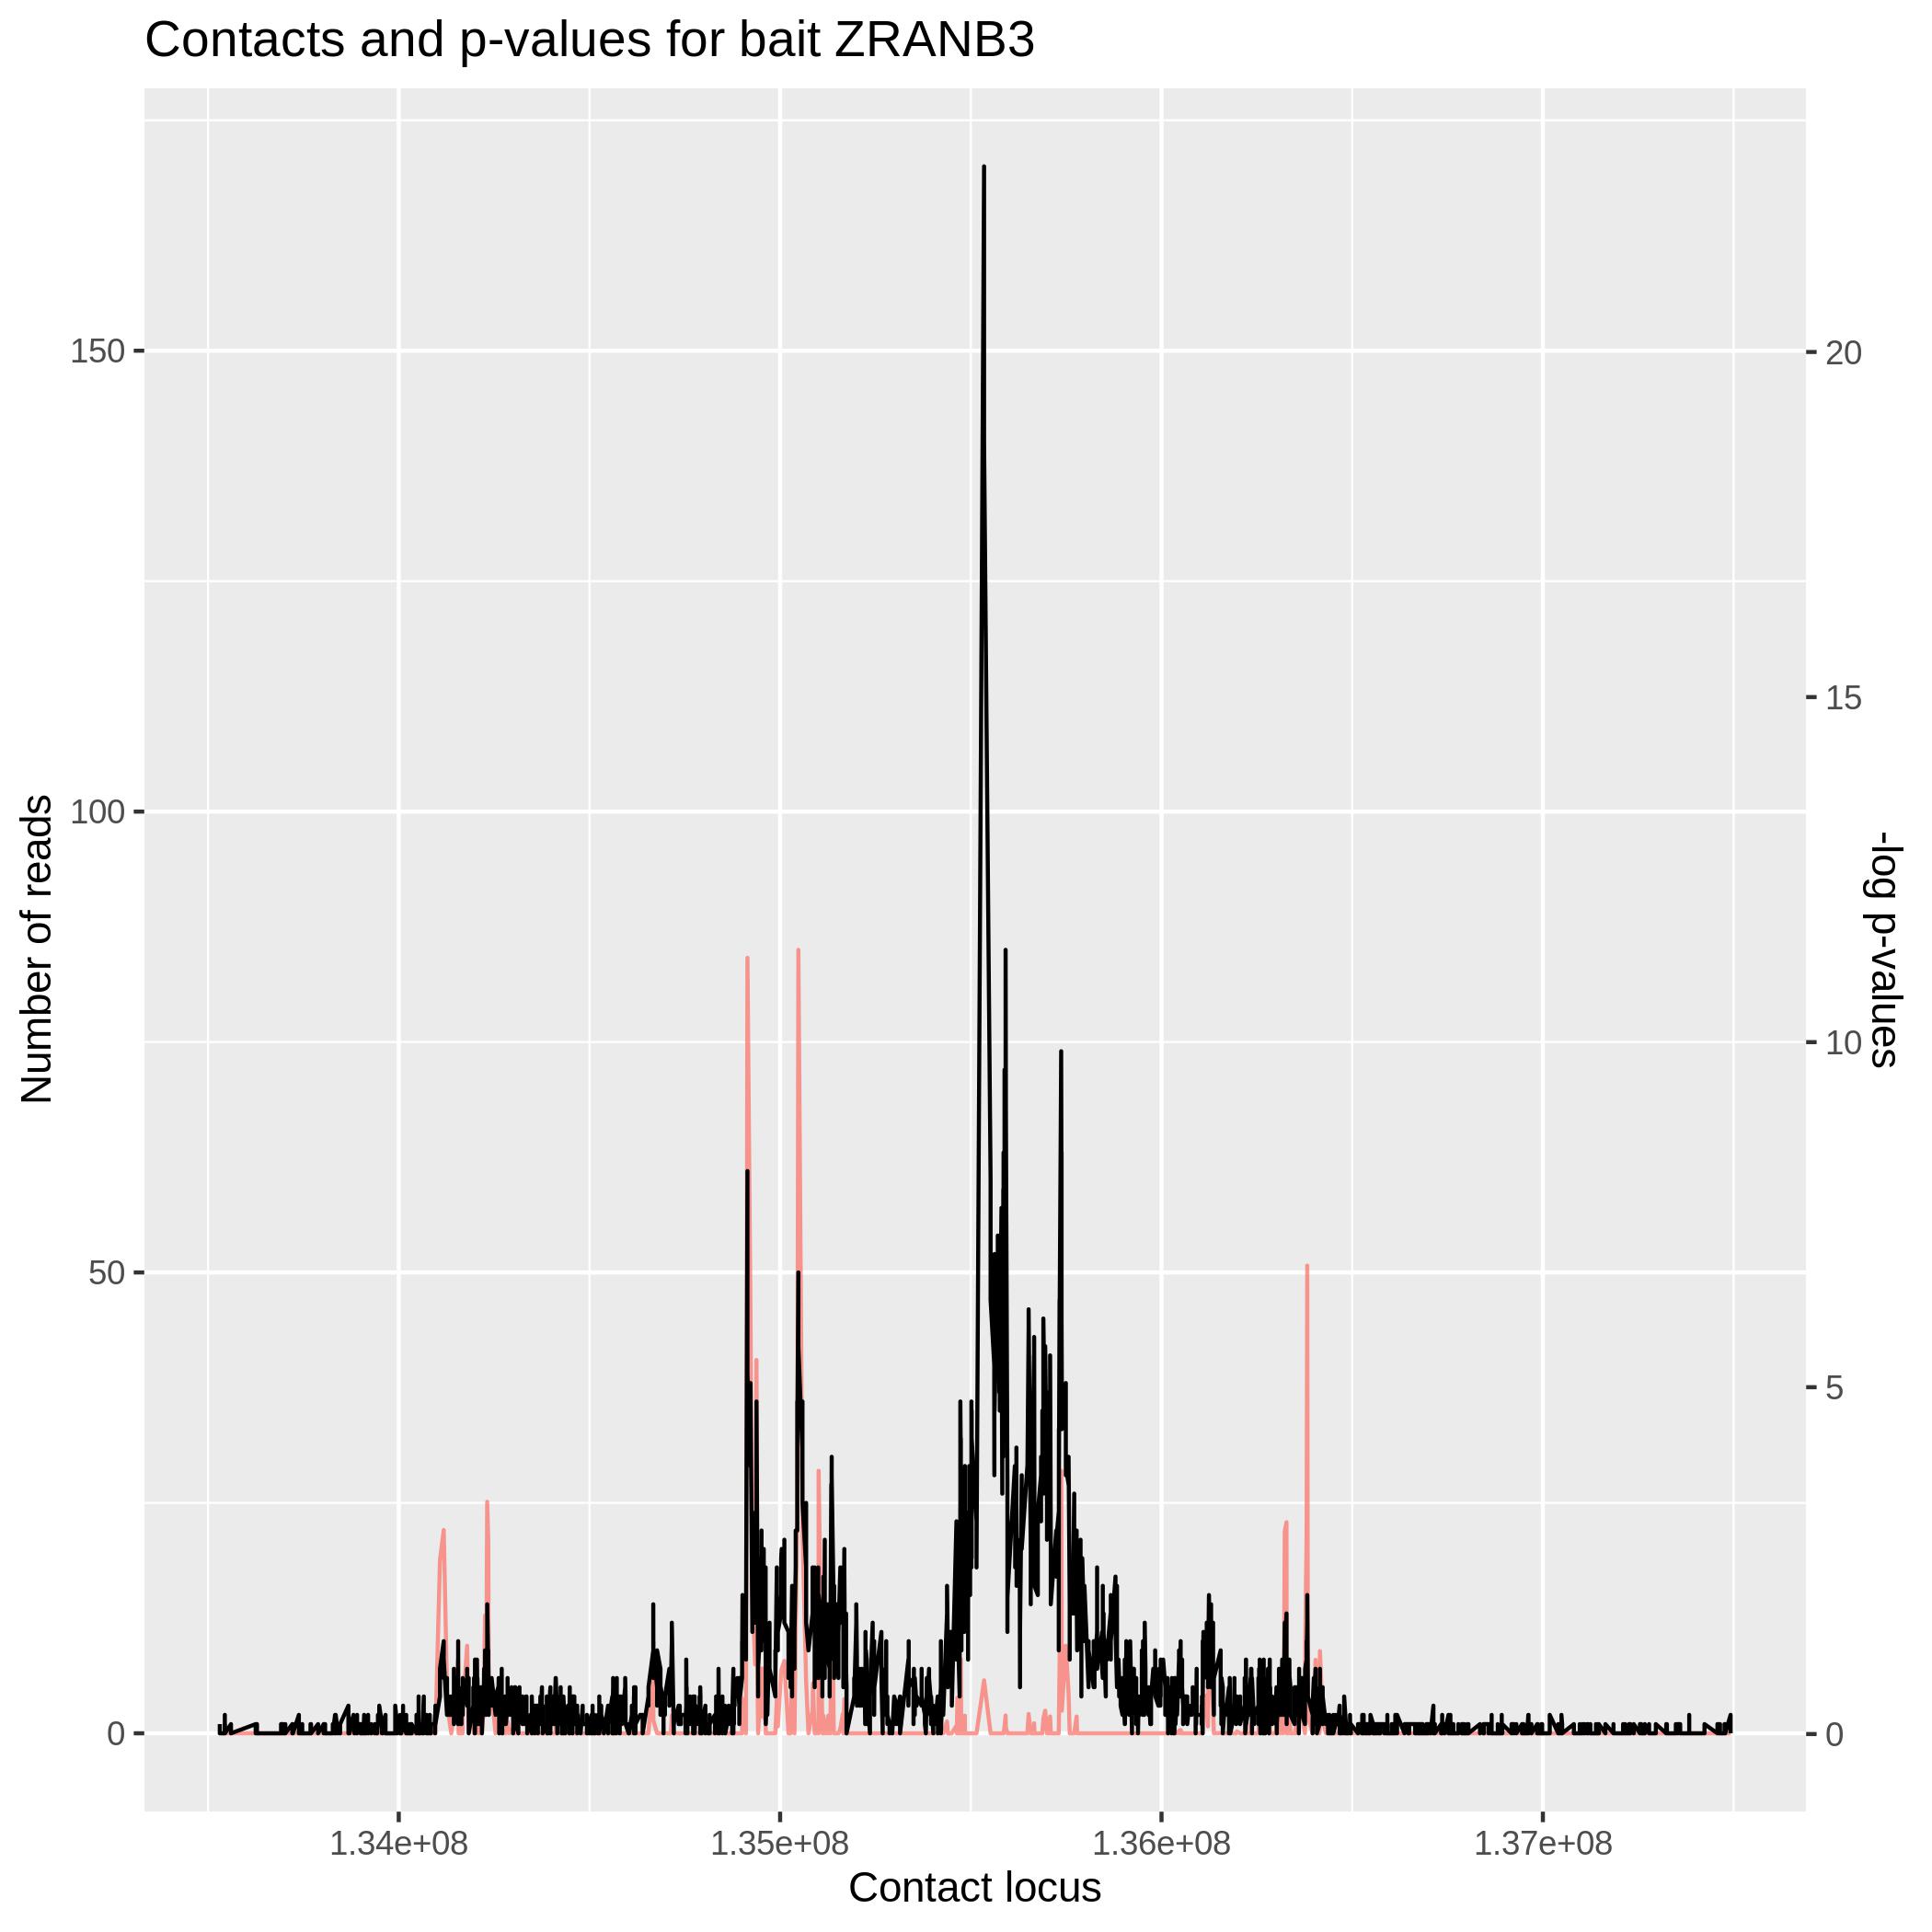 Contacts and p-values for bait ZRANB3
Number of reads
150
100
50
0
20
15
10
5
0
-log p-values
1.34e+08 1.35e+08 1.36e+08 1.37e+08
Contact locus